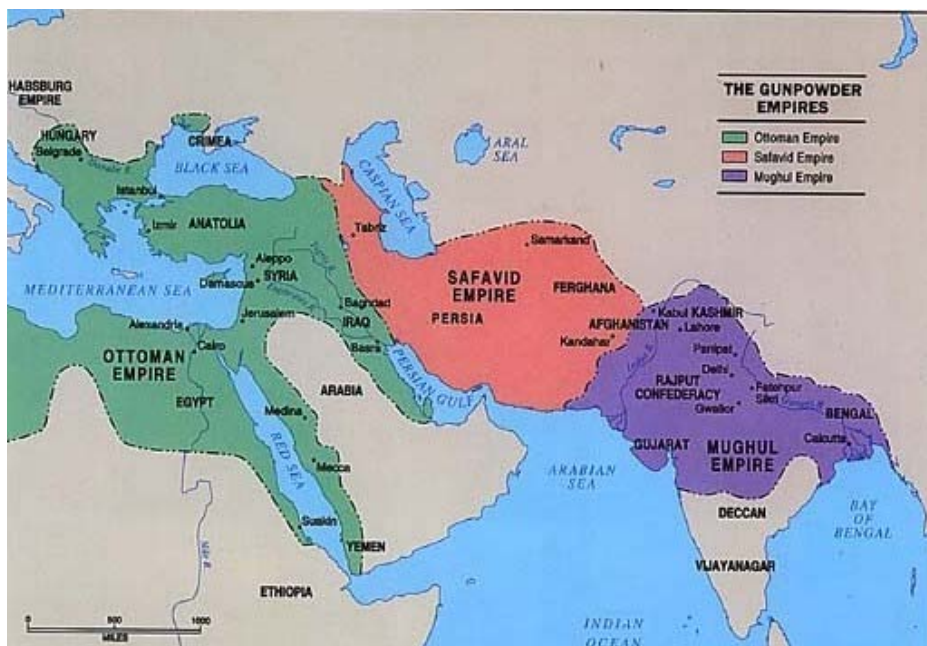 THE GUNPOWDER
EMPIRES
Ottoman Empire
Safavid Empire
Mughul Empire
HABSBURG
EMPIRE
HUNGARY
Belgrade
Danube R.
CRIMEA
BLACK SEA
ARAL
SEA
CASPIAN SEA
Istanbul
Izmir
ANATOLIA
Tabriz
Samarkand
Aleppo
SYRIA
Damascus
MEDITERRANEAN SEA
SAFAVID
EMPIRE
FERGHANA
PERSIA
Baghdad
IRAQ
Basra
Jerusalem
Alexandria
Cairo
OTTOMAN
EMPIRE
EGYPT
PERSIAN GULF
ARABIA
Medina
Mecca
RED SEA
Suakin
YEMEN
Nile R.
ETHIOPIA
Kabul
KASHMIR
AFGHANISTAN
Lahore
Kandahar
Indus R.
Panipat
Delhi
RAJPUT
CONFEDERACY
Fatehpur
Sikri
Gwalior
BENGAL
GUJARAT
MUGHUL
EMPIRE
Calcutta
ARABIAN
SEA
DECCAN
BAY
OF
BENGAL
VIJAYANAGAR
INDIAN
OCEAN
0 500 1000
MILES